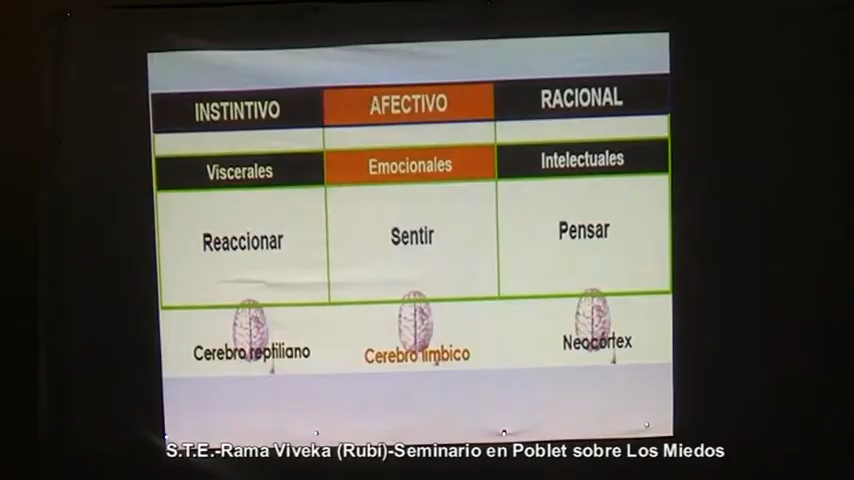 INSTINTIVO AFECTIVO RACIONAL
Viscerales Emocionales Intelectuales
Reaccionar Sentir Pensar
Cerebro reptiliano Cerebro límbico Neocórtex
S.T.E.-Rama Viveka (Rubí)-Seminario en Poblet sobre Los Miedos